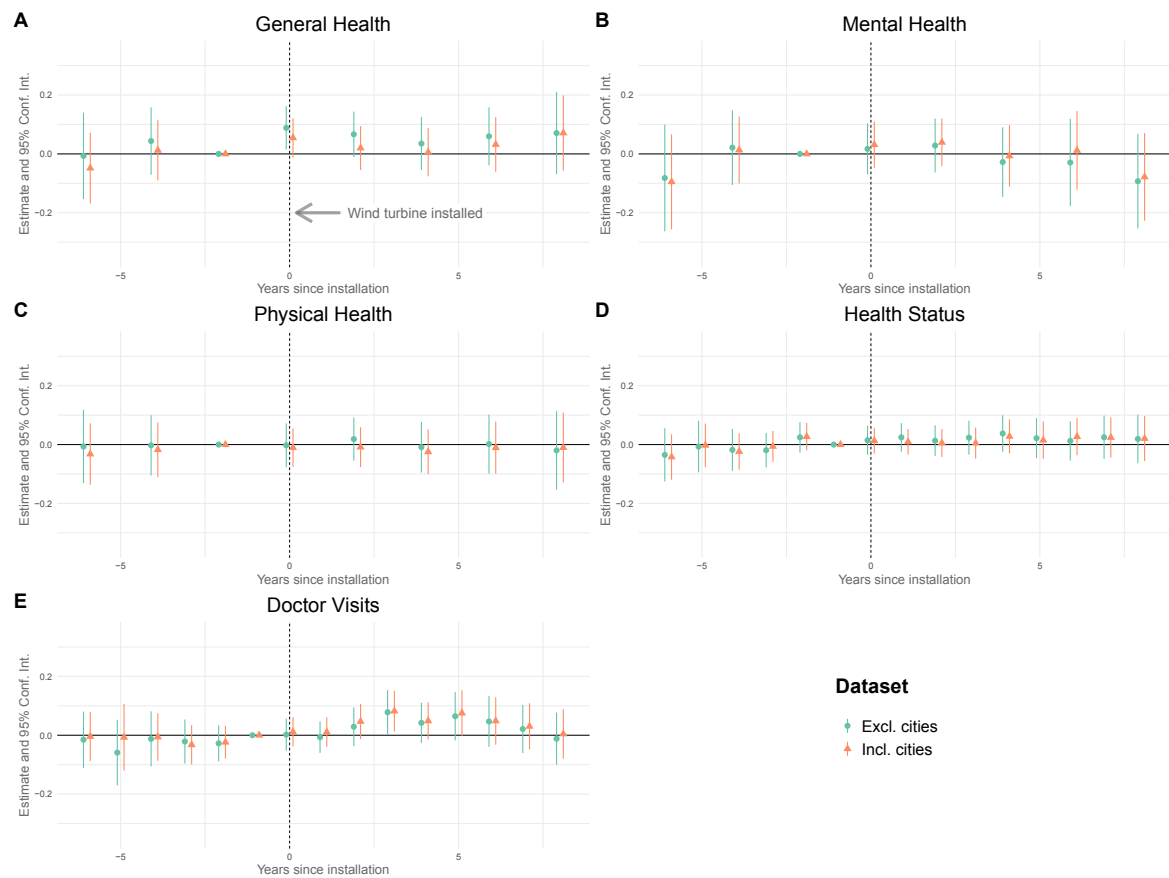 A
General Health
Estimate and 95% Conf. Int.
0.2
0.0
−0.2
Wind turbine installed
−5
0
5
Years since installation
B
Mental Health
Estimate and 95% Conf. Int.
0.2
0.0
−0.2
−5
0
5
Years since installation
C
Physical Health
Estimate and 95% Conf. Int.
0.2
0.0
−0.2
−5
0
5
Years since installation
D
Health Status
Estimate and 95% Conf. Int.
0.2
0.0
−0.2
−5
0
5
Years since installation
E
Doctor Visits
Estimate and 95% Conf. Int.
0.2
0.0
−0.2
−5
0
5
Years since installation
Dataset
Excl. cities
Incl. cities